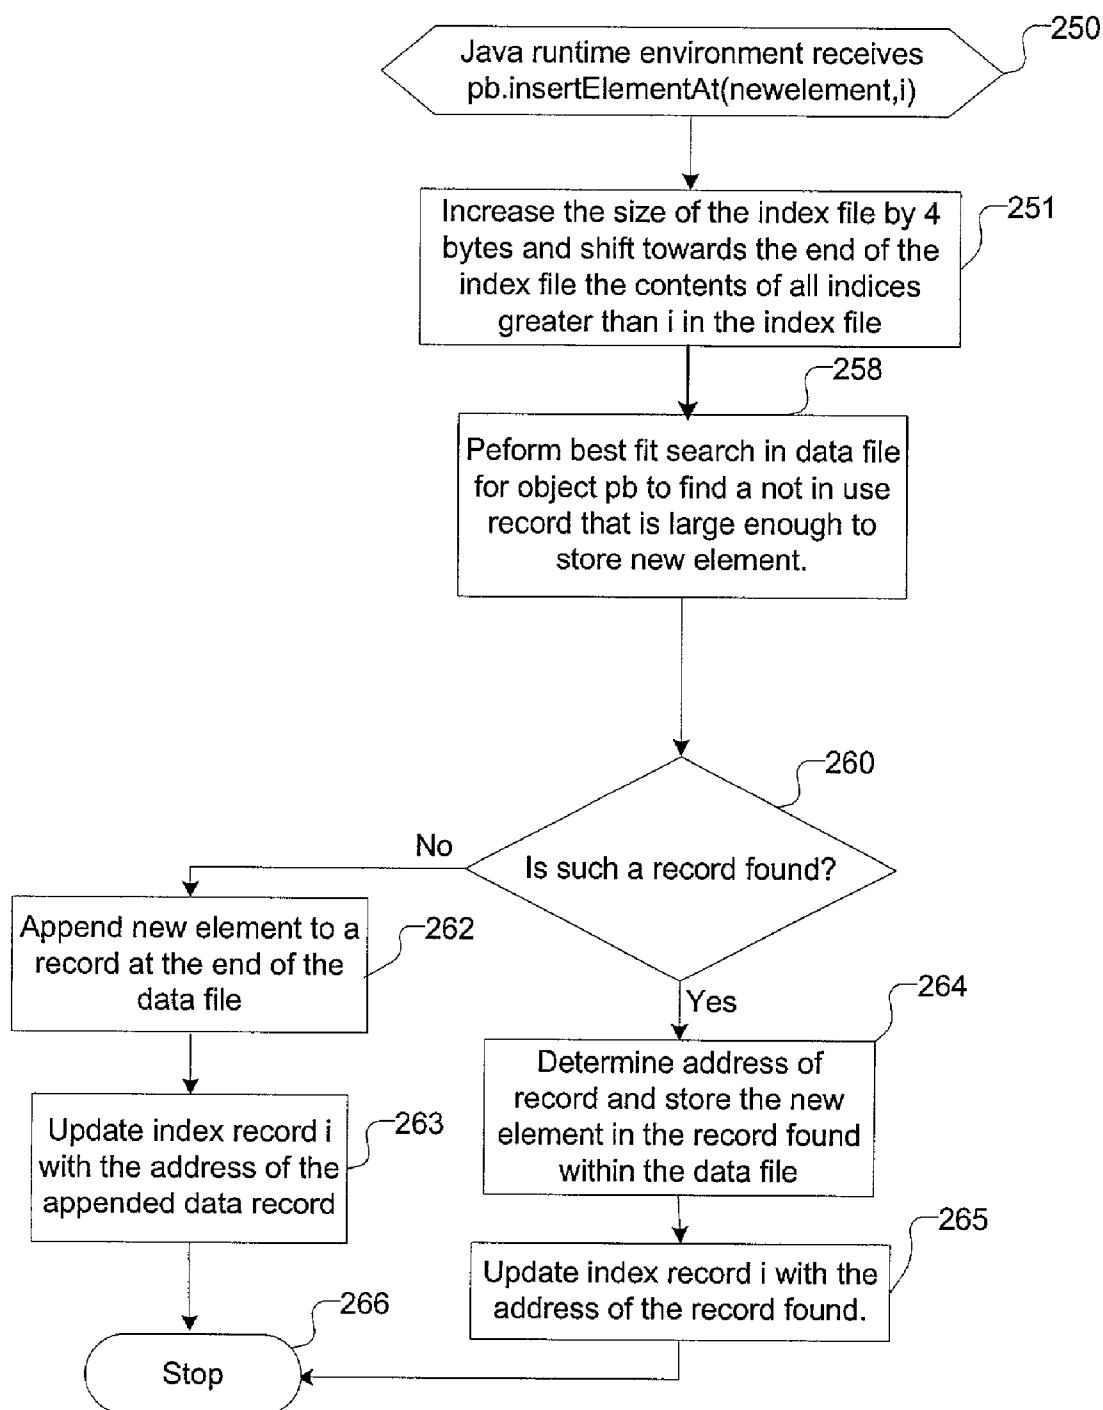 250
Java runtime environment receives
pb.insertElementAt(newelement,i)
251
Increase the size of the index file by 4
bytes and shift towards the end of the
index file the contents of all indices
greater than i in the index file
258
Peform best fit search in data file
for object pb to find a not in use
record that is large enough to
store new element.
260
Is such a record found?
No
Append new element to a
record at the end of the
data file
262
Yes
264
Determine address of
record and store the new
element in the record found
within the data file
Update index record i
with the address of the
appended data record
263
265
Update index record i with the
address of the record found.
266
Stop